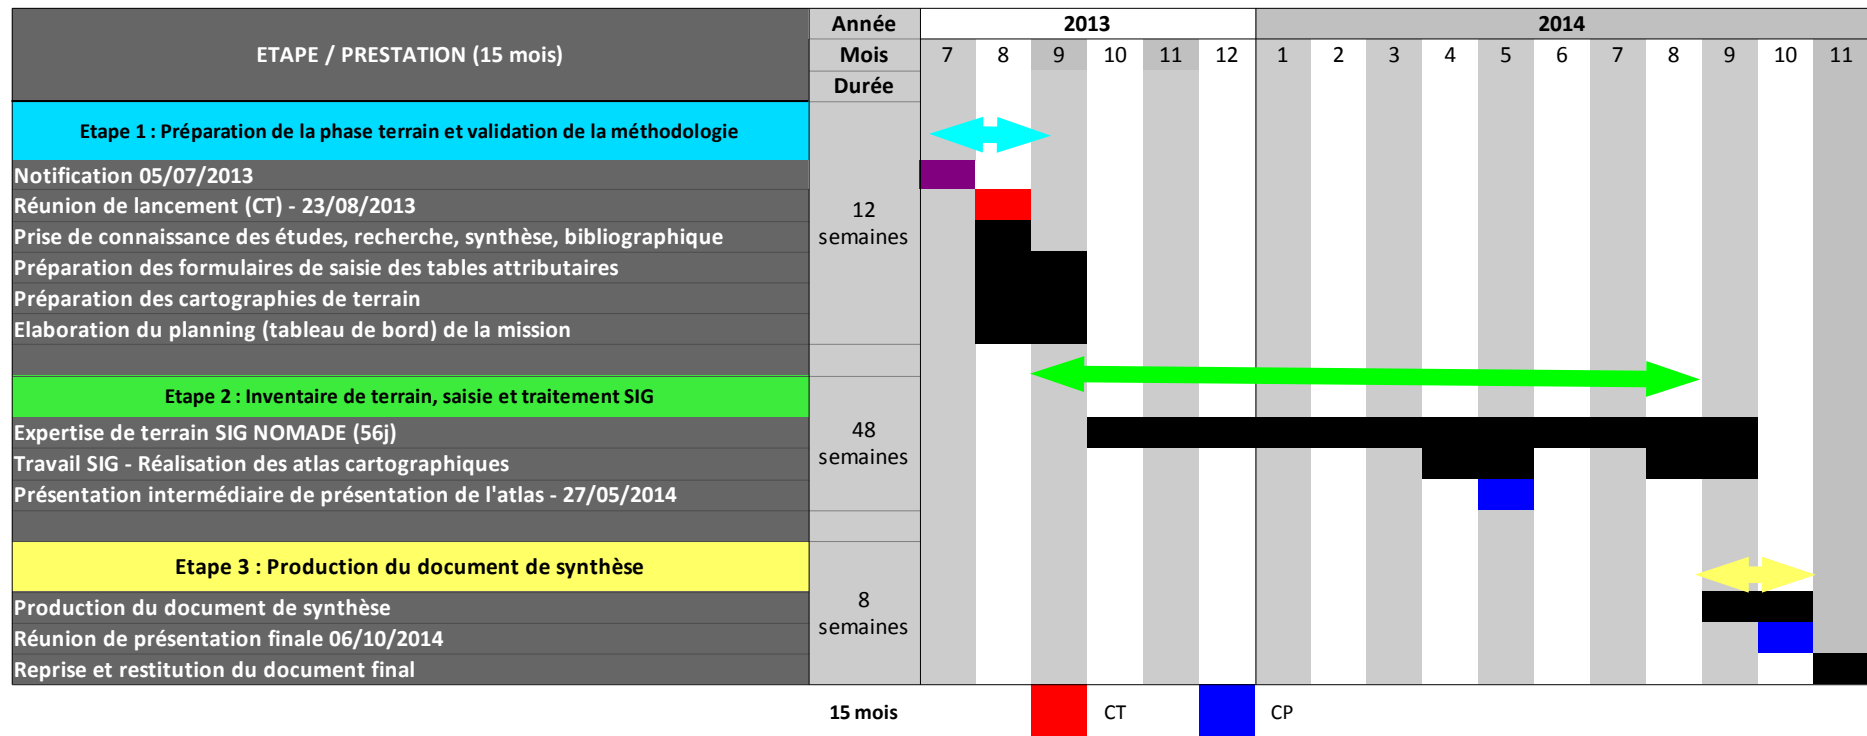 Année 2013 2014
ETAPE / PRESTATION (15 mois) Mois 7 8 9 10 11 12 1 2 3 4 5 6 7 8 9 10 11
Durée
Etape 1 : Préparation de la phase terrain et validation de la méthodologie
Notification 05/07/2013
Réunion de lancement (CT) - 23/08/2013
12
semaines
Prise de connaissance des études, recherche, synthèse, bibliographique
Préparation des formulaires de saisie des tables attributaires
Préparation des cartographies de terrain
Elaboration du planning (tableau de bord) de la mission
Etape 2 : Inventaire de terrain, saisie et traitement SIG
Expertise de terrain SIG NOMADE (56j)
48
semaines
Travail SIG - Réalisation des atlas cartographiques
Présentation intermédiaire de présentation de l'atlas - 27/05/2014
Etape 3 : Production du document de synthèse
Production du document de synthèse
8
semaines
Réunion de présentation finale 06/10/2014
Reprise et restitution du document final
15 mois CT CP